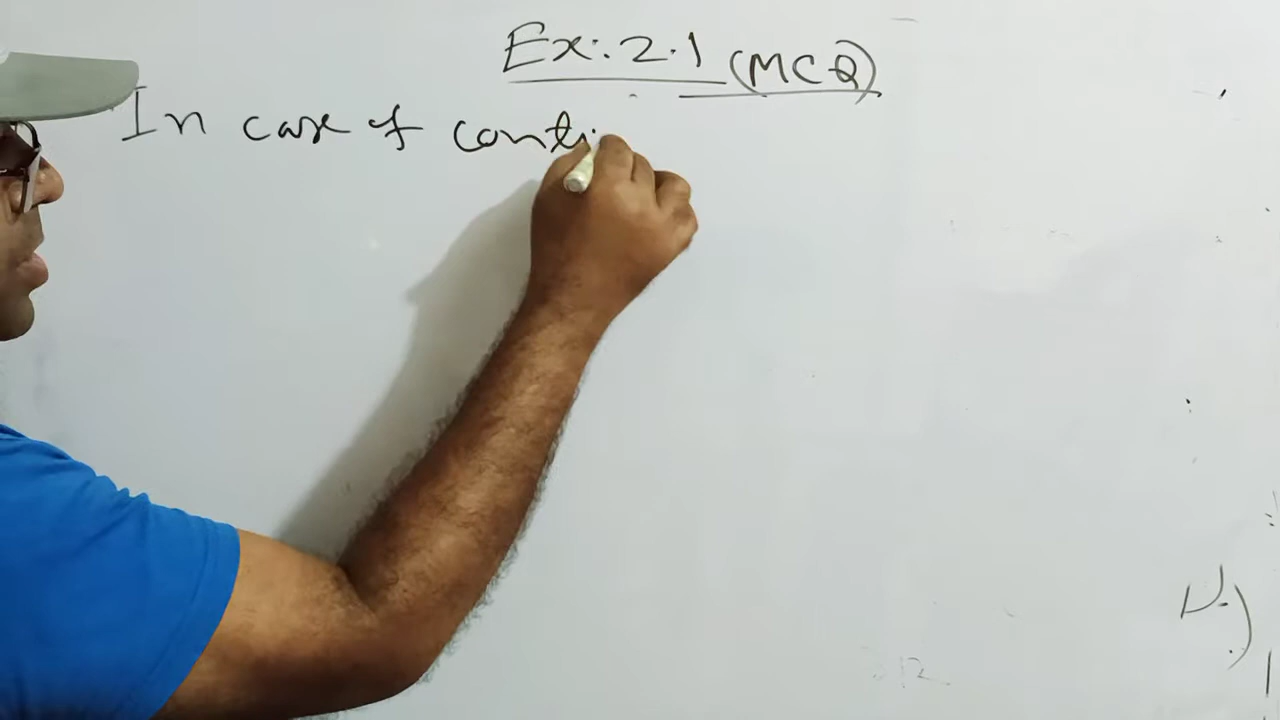 Ex:. 2.1 (MCQ)
In case of conti